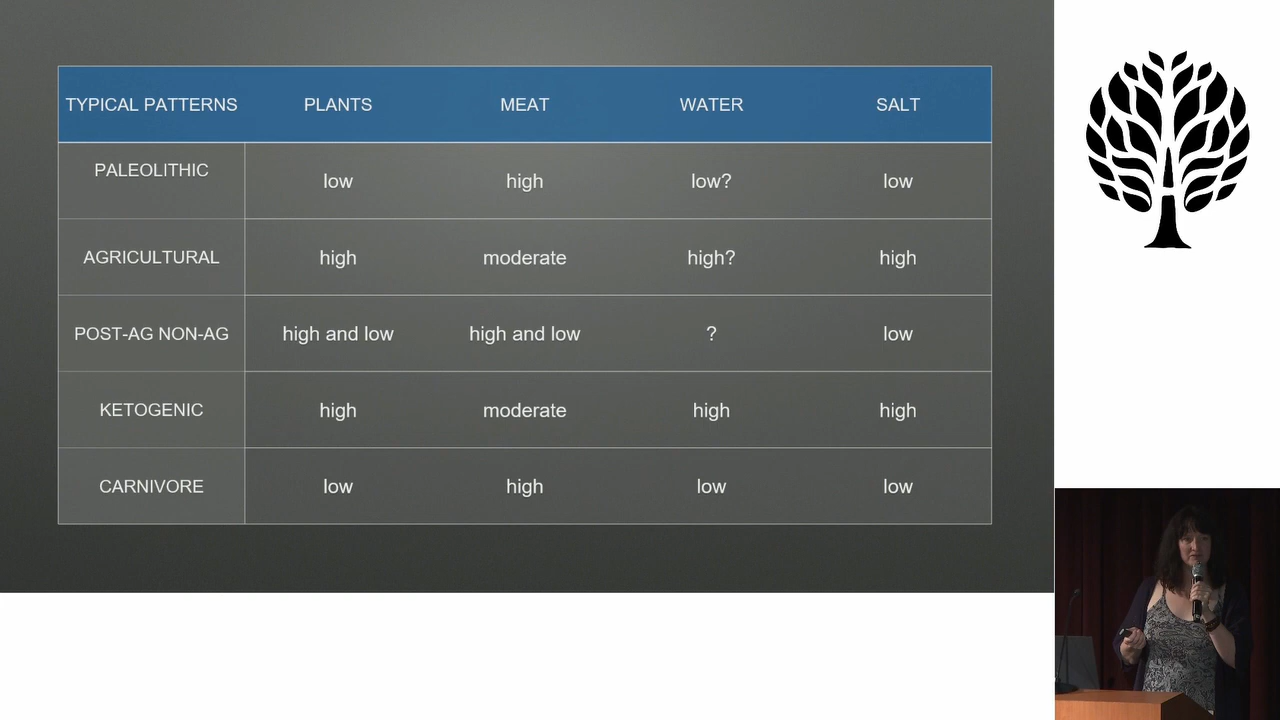 TYPICAL PATTERNS PLANTS MEAT WATER SALT
PALEOLITHIC low high low? low
AGRICULTURAL high moderate high? high
POST-AG NON-AG high and low high and low ? low
KETOGENIC high moderate high high
CARNIVORE low high low low